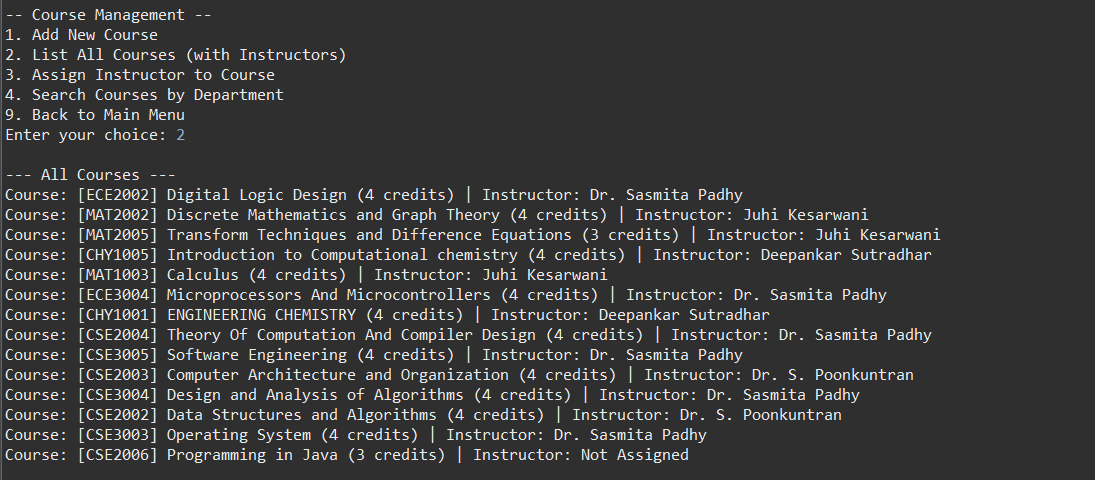 -- Course Management --
1. Add New Course
2. List All Courses (with Instructors)
3. Assign Instructor to Course
4. Search Courses by Department
9. Back to Main Menu
Enter your choice: 2
--- All Courses ---
Course: [ECE2002] Digital Logic Design (4 credits) | Instructor: Dr. Sasmita Padhy
Course: [MAT2002] Discrete Mathematics and Graph Theory (4 credits) | Instructor: Juhi Kesarwani
Course: [MAT2005] Transform Techniques and Difference Equations (3 credits) | Instructor: Juhi Kesarwani
Course: [CHY1005] Introduction to Computational chemistry (4 credits) | Instructor: Deepankar Sutradhar
Course: [MAT1003] Calculus (4 credits) | Instructor: Juhi Kesarwani
Course: [ECE3004] Microprocessors And Microcontrollers (4 credits) | Instructor: Dr. Sasmita Padhy
Course: [CHY1001] ENGINEERING CHEMISTRY (4 credits) | Instructor: Deepankar Sutradhar
Course: [CSE2004] Theory Of Computation And Compiler Design (4 credits) | Instructor: Dr. Sasmita Padhy
Course: [CSE3005] Software Engineering (4 credits) | Instructor: Dr. Sasmita Padhy
Course: [CSE2003] Computer Architecture and Organization (4 credits) | Instructor: Dr. S. Poonkuntran
Course: [CSE3004] Design and Analysis of Algorithms (4 credits) | Instructor: Dr. Sasmita Padhy
Course: [CSE2002] Data Structures and Algorithms (4 credits) | Instructor: Dr. S. Poonkuntran
Course: [CSE3003] Operating System (4 credits) | Instructor: Dr. Sasmita Padhy
Course: [CSE2006] Programming in Java (3 credits) | Instructor: Not Assigned